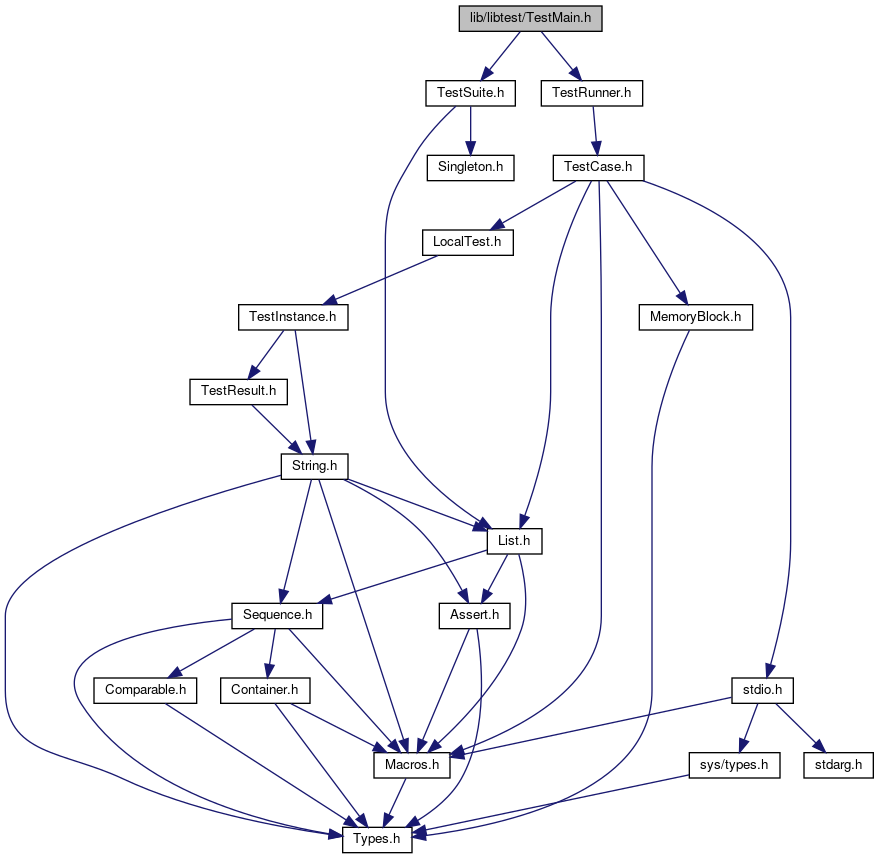 lib/libtest/TestMain.h
TestSuite.h
TestRunner.h
Singleton.h
TestCase.h
LocalTest.h
TestInstance.h
MemoryBlock.h
TestResult.h
String.h
List.h
Sequence.h
Assert.h
Comparable.h
Container.h
stdio.h
Macros.h
sys/types.h
stdarg.h
Types.h